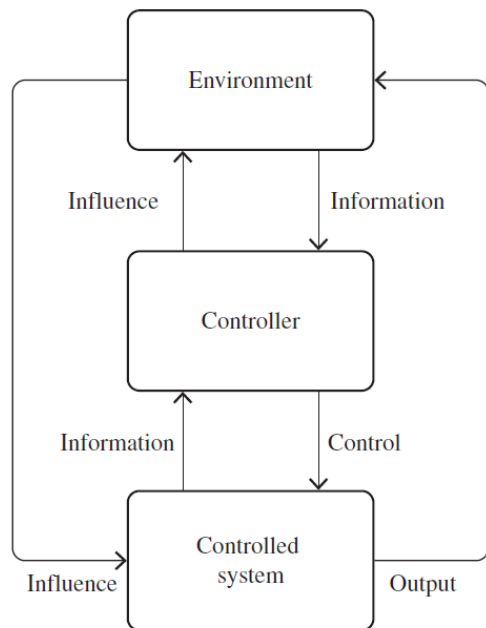 Environment
Influence
Information
Controller
Information
Control
Controlled
system
Influence
Output